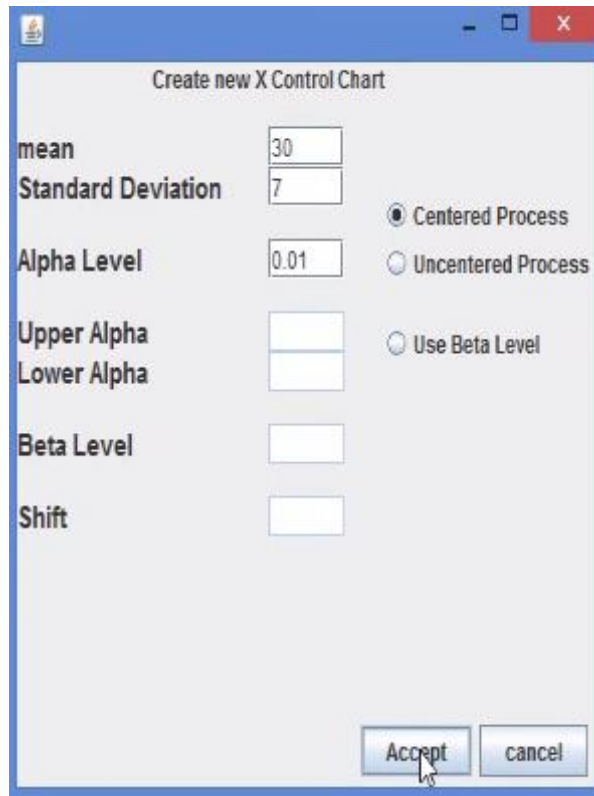 X
Create new X Control Chart
mean 30
Standard Deviation 7
Centered Process
Alpha Level 0.01 Uncentered Process
Upper Alpha
Use Beta Level
Lower Alpha
Beta Level
Shift
Accept cancel